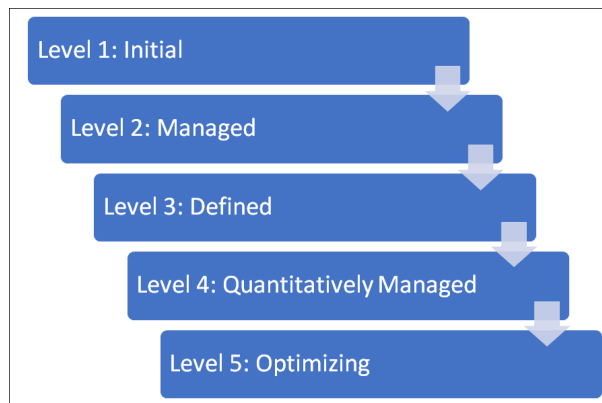 Level 1: Initial
Level 2: Managed
Level 3: Defined
Level 4: Quantitatively Managed
Level 5: Optimizing